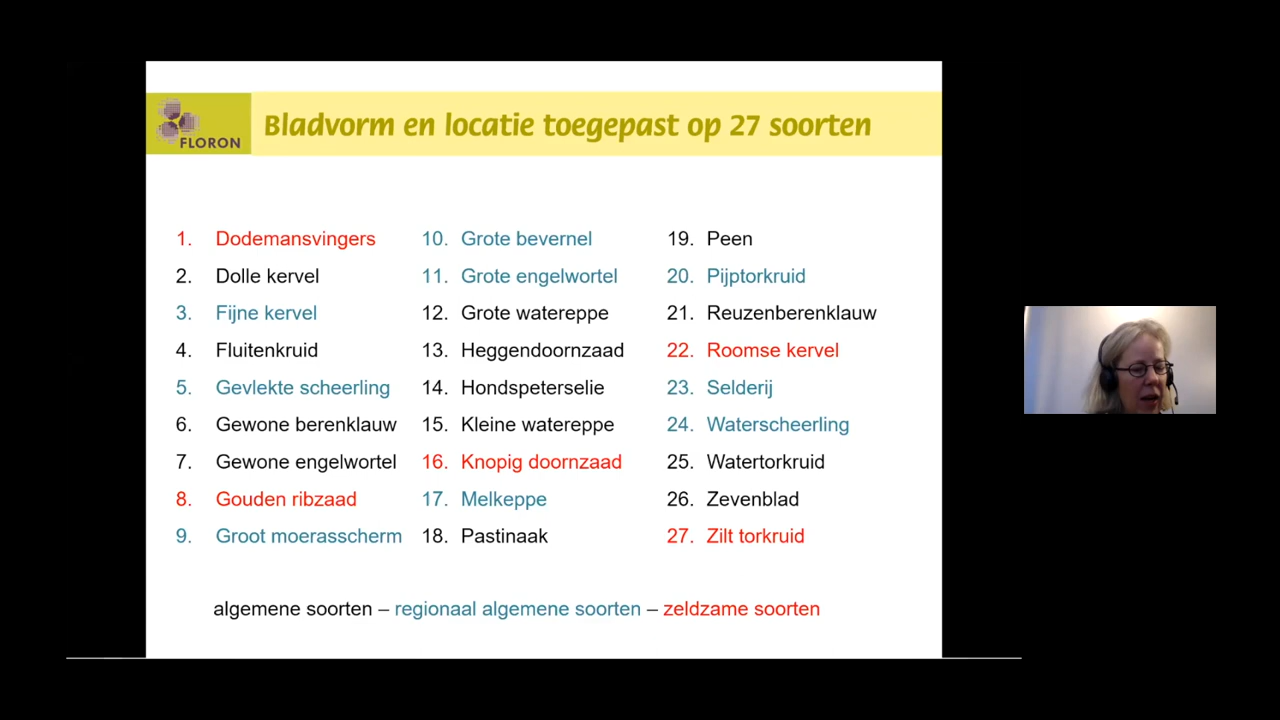 FLORON
Bladvorm en locatie toegepast op 27 soorten
1. Dodemansvingers
2. Dolle kervel
3. Fijne kervel
4. Fluitenkruid
5. Gevlekte scheerling
6. Gewone berenklauw
7. Gewone engelwortel
8. Gouden ribzaad
9. Groot moerasscherm
10. Grote bevernel
11. Grote engelwortel
12. Grote watereppe
13. Heggendoornzaad
14. Hondspeterselie
15. Kleine watereppe
16. Knopig doornzaad
17. Melkeppe
18. Pastinaak
19. Peen
20. Pijptorkruid
21. Reuzenberenklauw
22. Roomse kervel
23. Selderij
24. Waterscheerling
25. Watertorkruid
26. Zevenblad
27. Zilt torkruid
algemene soorten – regionaal algemene soorten – zeldzame soorten